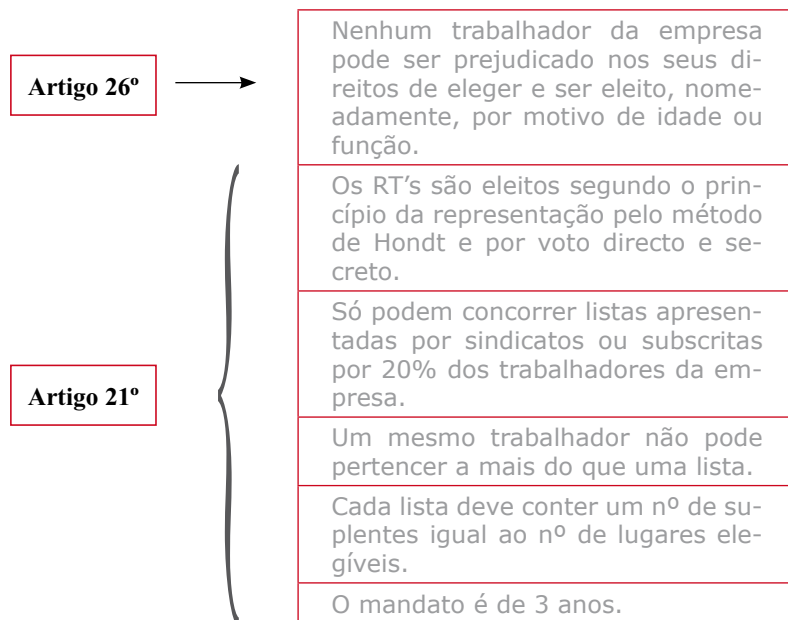 Artigo 26º
Nenhum trabalhador da empresa
pode ser prejudicado nos seus di-
reitos de eleger e ser eleito, nome-
adamente, por motivo de idade ou
função.
Artigo 21º
Os RT’s são eleitos segundo o prin-
cípio da representação pelo método
de Hondt e por voto directo e se-
creto.
Só podem concorrer listas apresen-
tadas por sindicatos ou subscritas
por 20% dos trabalhadores da em-
presa.
Um mesmo trabalhador não pode
pertencer a mais do que uma lista.
Cada lista deve conter um nº de su-
plentes igual ao nº de lugares ele-
gíveis.
O mandato é de 3 anos.